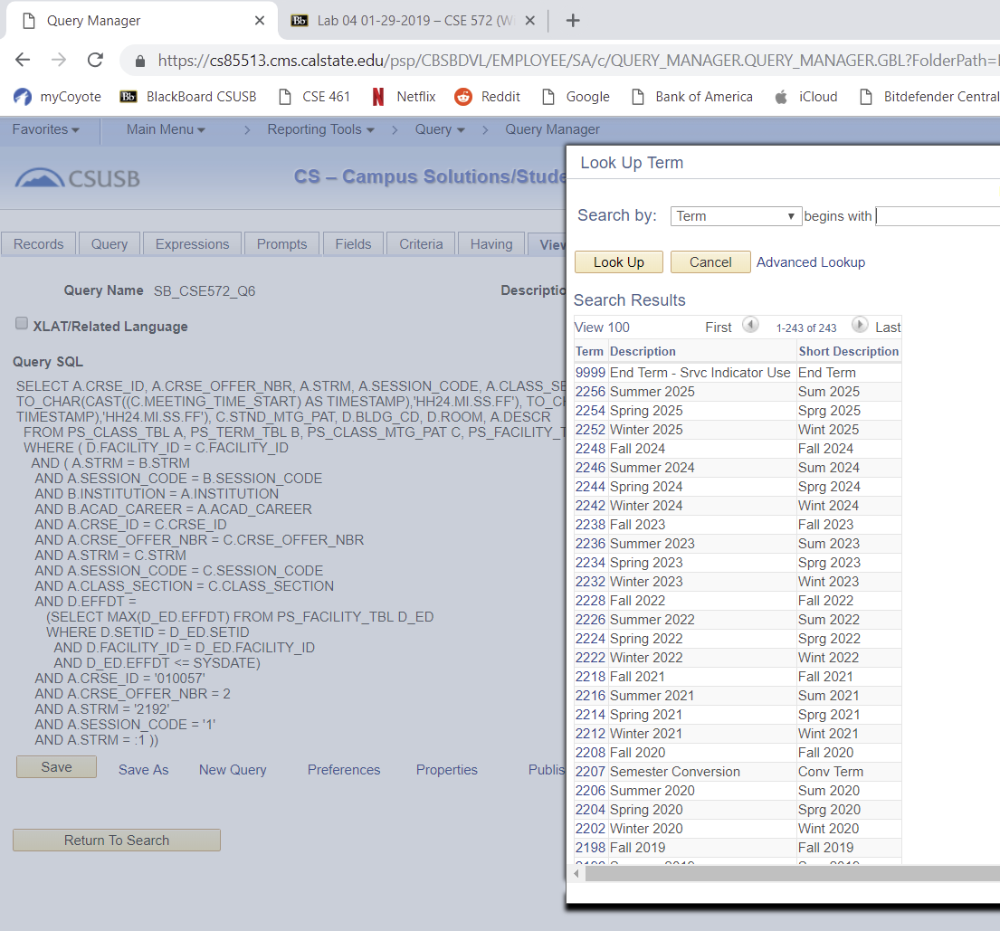 Query Manager
Bb Lab 04 01-29-2019 – CSE 572 (W
https://cs85513.cms.calstate.edu/psp/CBSBDVL/EMPLOYEE/SA/c/QUERY_MANAGER.QUERY_MANAGER.GBL?FolderPath=
myCoyote Bb BlackBoard CSUSB CSE 461 Netflix Reddit Google Bank of America iCloud Bitdefender Central
Favorites Main Menu > Reporting Tools > Query > Query Manager
CSUSB CS – Campus Solutions/Stude
Records Query Expressions Prompts Fields Criteria Having View
Query Name SB_CSE572_Q6 Descriptio
XLAT/Related Language
Query SQL
SELECT A.CRSE_ID, A.CRSE_OFFER_NBR, A.STRM, A.SESSION_CODE, A.CLASS_SE
TO_CHAR(CAST((C.MEETING_TIME_START) AS TIMESTAMP),'HH24.MI.SS.FF'), TO_CH
TIMESTAMP),'HH24.MI.SS.FF'), C.STND_MTG_PAT, D.BLDG_CD, D.ROOM, A.DESCR
FROM PS_CLASS_TBL A, PS_TERM_TBL B, PS_CLASS_MTG_PAT C, PS_FACILITY_T
WHERE ( D.FACILITY_ID = C.FACILITY_ID
AND ( A.STRM = B.STRM
AND A.SESSION_CODE = B.SESSION_CODE
AND B.INSTITUTION = A.INSTITUTION
AND B.ACAD_CAREER = A.ACAD_CAREER
AND A.CRSE_ID = C.CRSE_ID
AND A.CRSE_OFFER_NBR = C.CRSE_OFFER_NBR
AND A.STRM = C.STRM
AND A.SESSION_CODE = C.SESSION_CODE
AND A.CLASS_SECTION = C.CLASS_SECTION
AND D.EFFDT =
(SELECT MAX(D_ED.EFFDT) FROM PS_FACILITY_TBL D_ED
WHERE D.SETID = D_ED.SETID
AND D.FACILITY_ID = D_ED.FACILITY_ID
AND D_ED.EFFDT <= SYSDATE)
AND A.CRSE_ID = '010057'
AND A.CRSE_OFFER_NBR = 2
AND A.STRM = '2192'
AND A.SESSION_CODE = '1'
AND A.STRM = :1 ))
Save Save As New Query Preferences Properties Publis
Return To Search
Look Up Term
Search by: Term begins with
Look Up Cancel Advanced Lookup
Search Results
View 100 First 1-243 of 243 Last
Term Description Short Description
9999 End Term - Srvc Indicator Use End Term
2256 Summer 2025 Sum 2025
2254 Spring 2025 Sprg 2025
2252 Winter 2025 Wint 2025
2248 Fall 2024 Fall 2024
2246 Summer 2024 Sum 2024
2244 Spring 2024 Sprg 2024
2242 Winter 2024 Wint 2024
2238 Fall 2023 Fall 2023
2236 Summer 2023 Sum 2023
2234 Spring 2023 Sprg 2023
2232 Winter 2023 Wint 2023
2228 Fall 2022 Fall 2022
2226 Summer 2022 Sum 2022
2224 Spring 2022 Sprg 2022
2222 Winter 2022 Wint 2022
2218 Fall 2021 Fall 2021
2216 Summer 2021 Sum 2021
2214 Spring 2021 Sprg 2021
2212 Winter 2021 Wint 2021
2208 Fall 2020 Fall 2020
2207 Semester Conversion Conv Term
2206 Summer 2020 Sum 2020
2204 Spring 2020 Sprg 2020
2202 Winter 2020 Wint 2020
2198 Fall 2019 Fall 2019